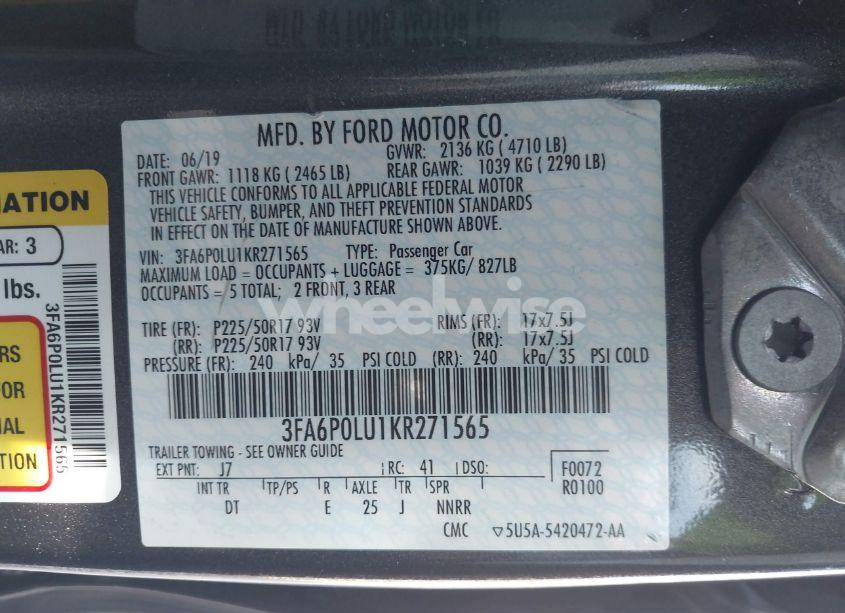 MFD. BY FORD MOTOR CO.
DATE: 06/19 GVWR: 2136 KG ( 4710 LB)
FRONT GAWR: 1118 KG ( 2465 LB) REAR GAWR: 1039 KG ( 2290 LB)
THIS VEHICLE CONFORMS TO ALL APPLICABLE FEDERAL MOTOR
VEHICLE SAFETY, BUMPER, AND THEFT PREVENTION STANDARDS
IN EFFECT ON THE DATE OF MANUFACTURE SHOWN ABOVE.
VIN: 3FA6P0LU1KR271565 TYPE: Passenger Car
MAXIMUM LOAD = OCCUPANTS + LUGGAGE = 375KG/ 827LB
OCCUPANTS = 5 TOTAL; 2 FRONT, 3 REAR
wheelwise
TIRE (FR): P225/50R17 93V RIMS (FR): 17x7.5J
(RR): P225/50R17 93V (RR): 17x7.5J
PRESSURE (FR): 240 kPa/ 35 PSI COLD (RR): 240 kPa/ 35 PSI COLD
3FA6P0LU1KR271565
TRAILER TOWING - SEE OWNER GUIDE
EXT PNT: J7 RC: 41 DSO: F0072
INT TR TP/PS R AXLE TR SPR R0100
DT E 25 J NNRR
CMC ▽5U5A-5420472-AA
MATION
AR: 3
lbs.
RS
FOR
AL
TION
3FA6P0LU1KR271565